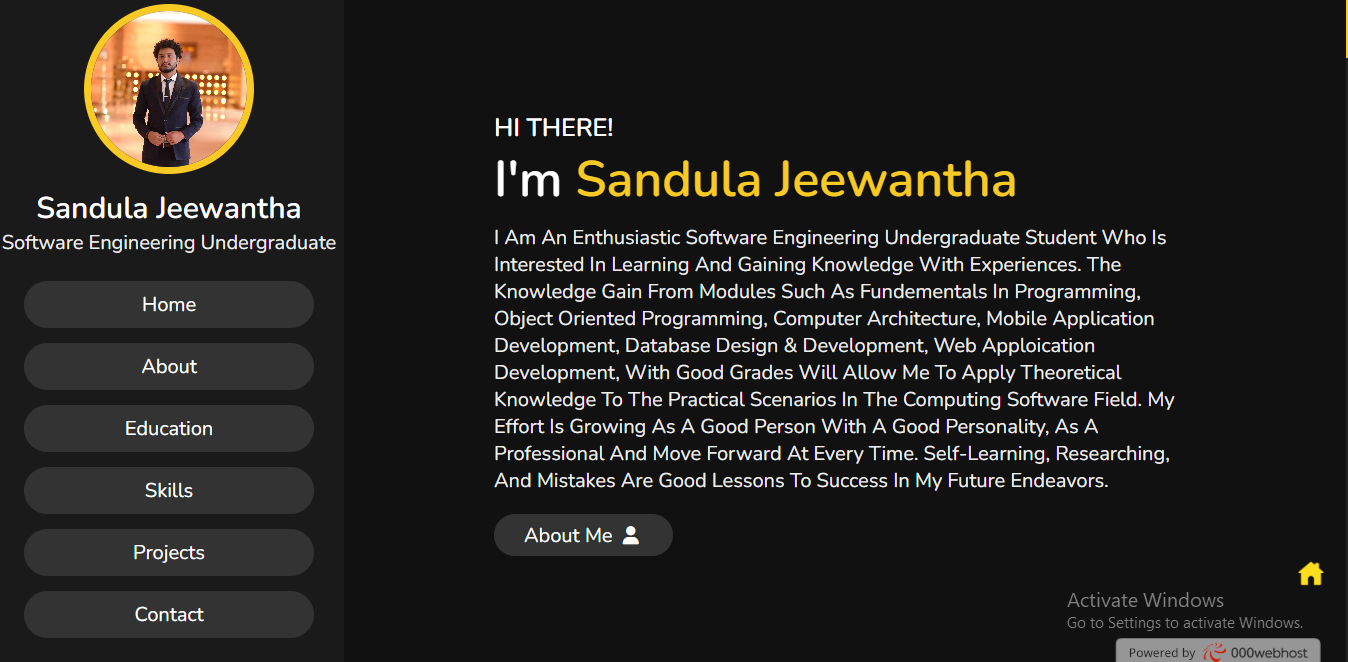 Sandula Jeewantha
Software Engineering Undergraduate
Home
About
Education
Skills
Projects
Contact
HI THERE!
I'm Sandula Jeewantha
I Am An Enthusiastic Software Engineering Undergraduate Student Who Is
Interested In Learning And Gaining Knowledge With Experiences. The
Knowledge Gain From Modules Such As Fundementals In Programming,
Object Oriented Programming, Computer Architecture, Mobile Application
Development, Database Design & Development, Web Apploication
Development, With Good Grades Will Allow Me To Apply Theoretical
Knowledge To The Practical Scenarios In The Computing Software Field. My
Effort Is Growing As A Good Person With A Good Personality, As A
Professional And Move Forward At Every Time. Self-Learning, Researching,
And Mistakes Are Good Lessons To Success In My Future Endeavors.
About Me
Activate Windows
Go to Settings to activate Windows.
Powered by 000webhost